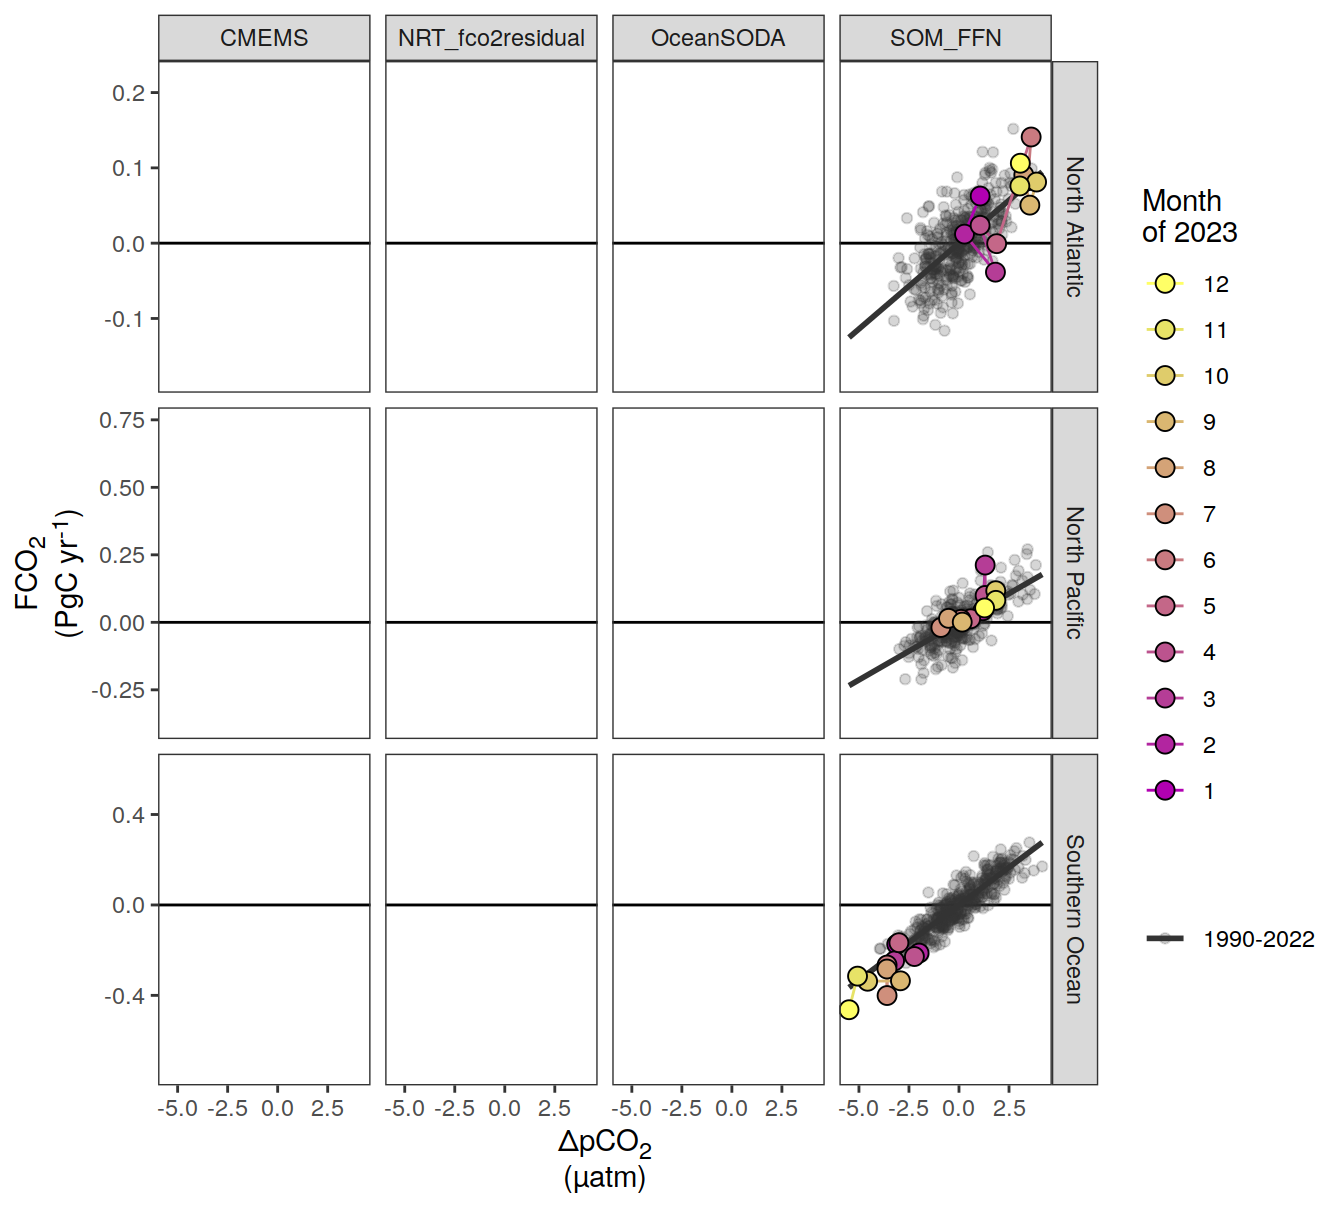 CMEMS
NRT_fco2residual
OceanSODA
SOM_FFN
0.2
0.1
0.0
-0.1
North Atlantic
0.75
0.50
0.25
0.00
-0.25
North Pacific
0.4
0.0
-0.4
Southern Ocean
FCO2
(PgC yr-1)
-5.0 -2.5 0.0 2.5
-5.0 -2.5 0.0 2.5
-5.0 -2.5 0.0 2.5
-5.0 -2.5 0.0 2.5
ΔpCO2
(µatm)
Month
of 2023
12
11
10
9
8
7
6
5
4
3
2
1
1990-2022